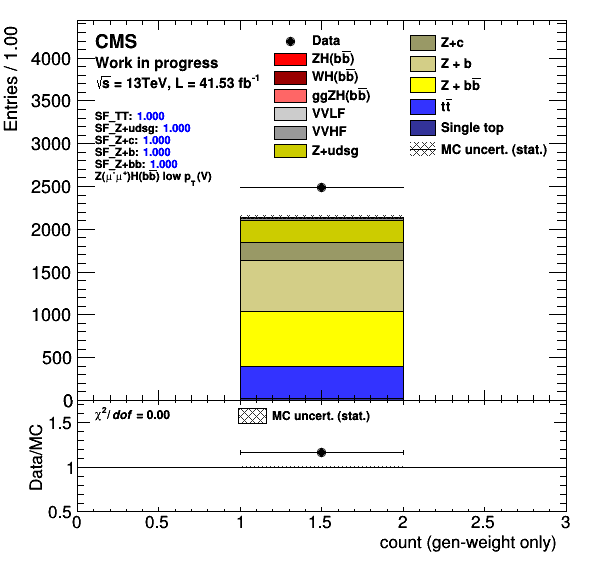 CMS
Work in progress
√s = 13TeV, L = 41.53 fb⁻¹
SF_TT: 1.000
SF_Z+udsg: 1.000
SF_Z+c: 1.000
SF_Z+b: 1.000
SF_Z+bb: 1.000
Z(μ⁻μ⁺)H(bb̅) low p_T(V)
Data
ZH(bb̅)
WH(bb̅)
ggZH(bb̅)
VVLF
VVHF
Z+udsg
Z+c
Z + b
Z + bb̅
tt̅
Single top
MC uncert. (stat.)
Entries / 1.00
4000
3500
3000
2500
2000
1500
1000
500
0
χ²/dof = 0.00
MC uncert. (stat.)
Data/MC
1.5
1
0.5
0
0.5
1
1.5
2
2.5
3
count (gen-weight only)